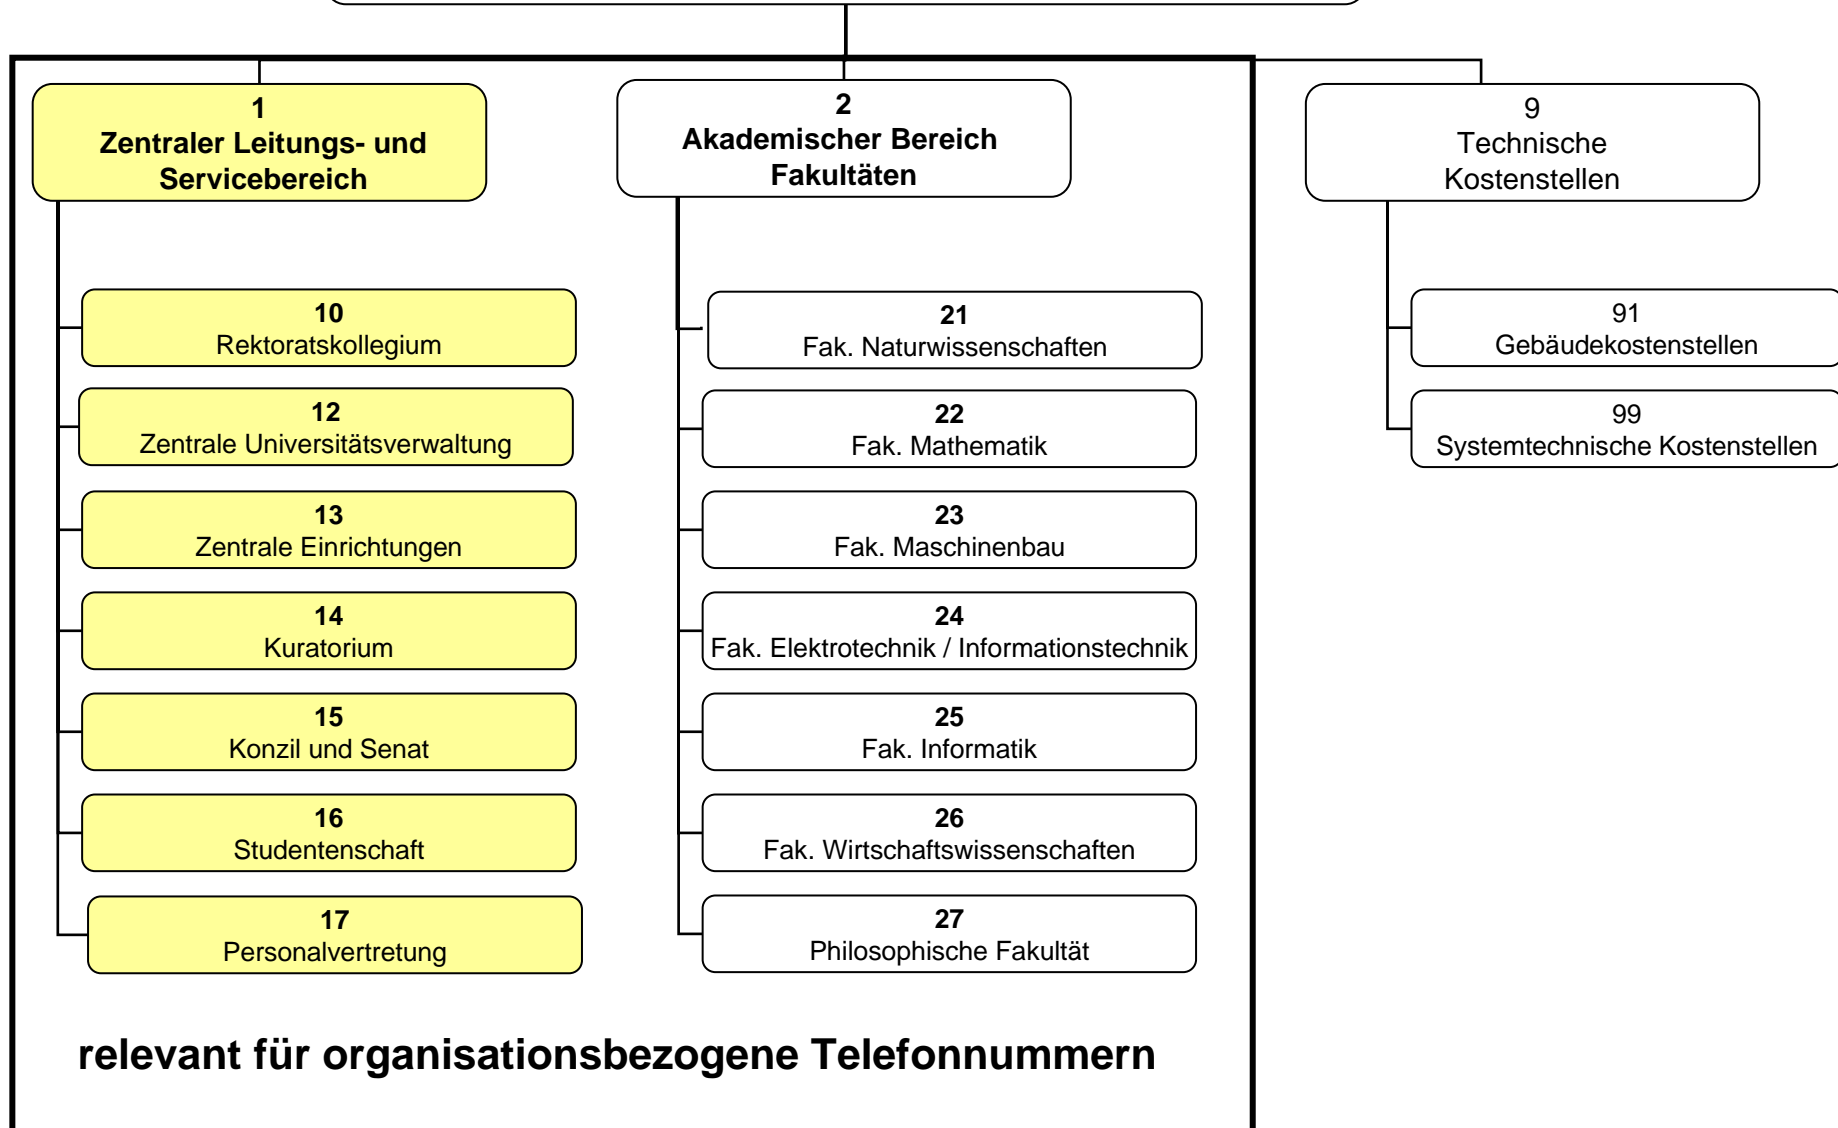 1
Zentraler Leitungs- und
Servicebereich
10
Rektoratskollegium
12
Zentrale Universitätsverwaltung
13
Zentrale Einrichtungen
14
Kuratorium
15
Konzil und Senat
16
Studentenschaft
17
Personalvertretung
2
Akademischer Bereich
Fakultäten
21
Fak. Naturwissenschaften
22
Fak. Mathematik
23
Fak. Maschinenbau
24
Fak. Elektrotechnik / Informationstechnik
25
Fak. Informatik
26
Fak. Wirtschaftswissenschaften
27
Philosophische Fakultät
9
Technische
Kostenstellen
91
Gebäudekostenstellen
99
Systemtechnische Kostenstellen
relevant für organisationsbezogene Telefonnummern